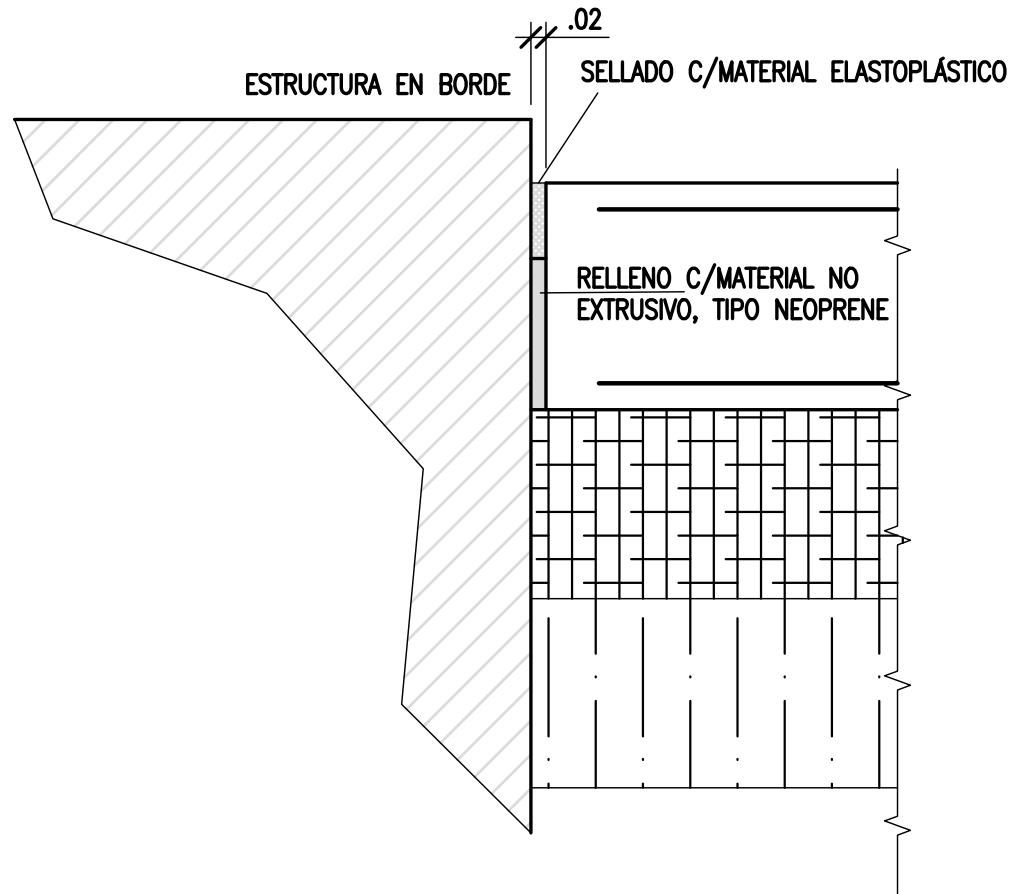 .02
ESTRUCTURA EN BORDE
SELLADO C/MATERIAL ELASTOPLÁSTICO
RELLENO C/MATERIAL NO
EXTRUSIVO, TIPO NEOPRENE